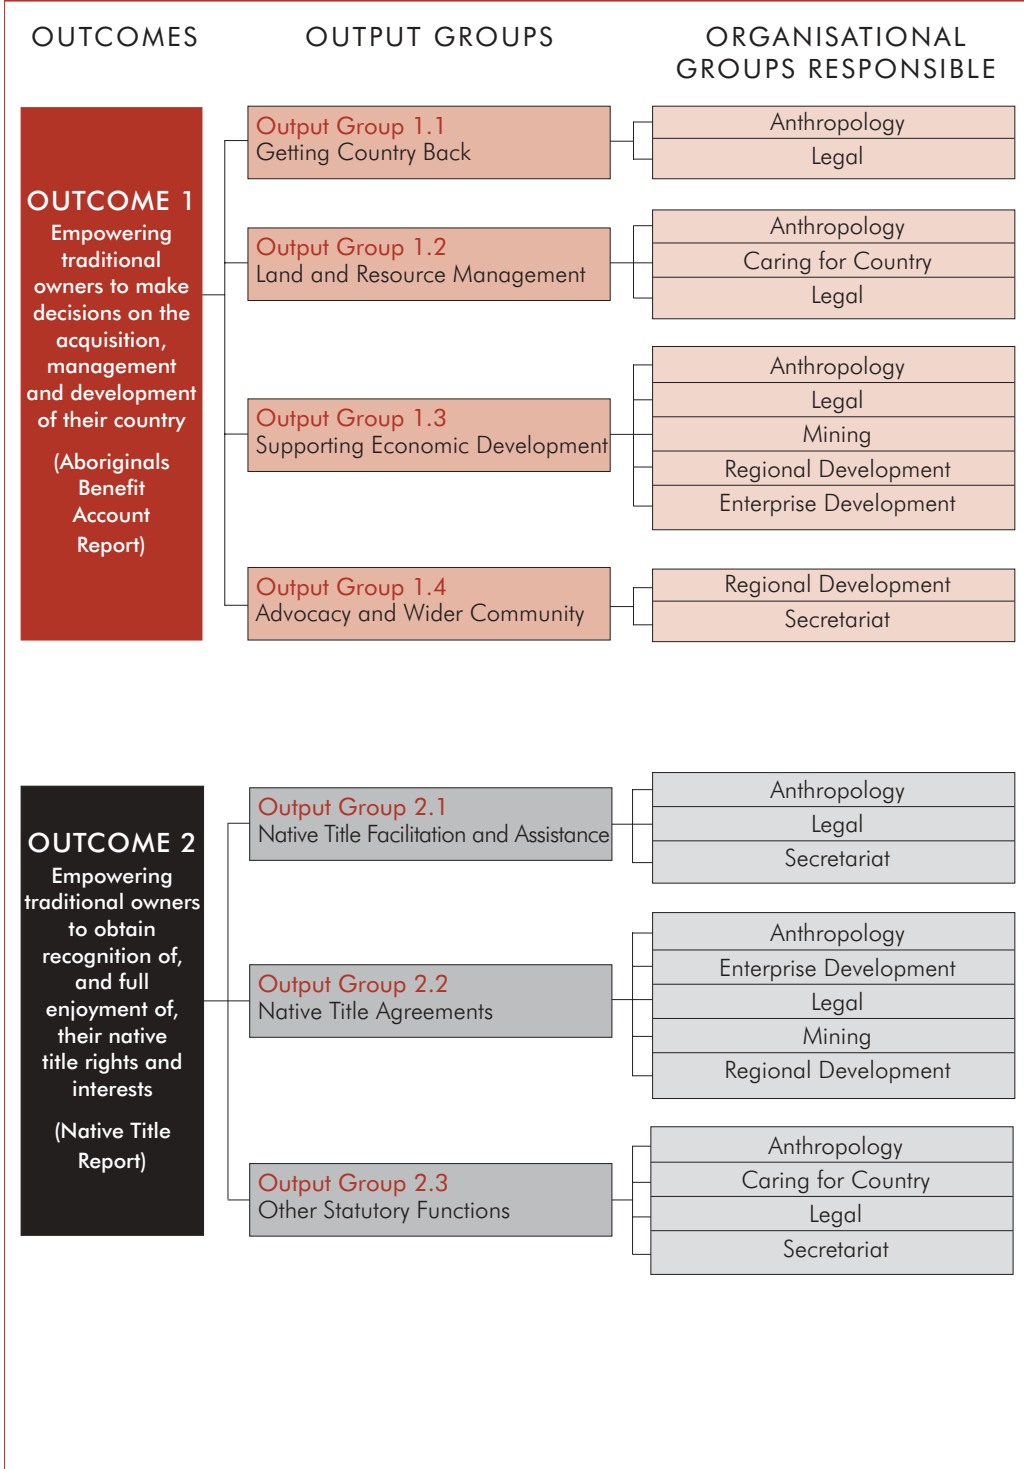 OUTCOMES
OUTPUT GROUPS
ORGANISATIONAL
GROUPS RESPONSIBLE
OUTCOME 1
Empowering
traditional
owners to make
decisions on the
acquisition,
management
and development
of their country
(Aboriginals
Benefit
Account
Report)
Output Group 1.1
Getting Country Back
Anthropology
Legal
Output Group 1.2
Land and Resource Management
Anthropology
Caring for Country
Legal
Output Group 1.3
Supporting Economic Development
Anthropology
Legal
Mining
Regional Development
Enterprise Development
Output Group 1.4
Advocacy and Wider Community
Regional Development
Secretariat
OUTCOME 2
Empowering
traditional owners
to obtain
recognition of,
and full
enjoyment of,
their native
title rights and
interests
(Native Title
Report)
Output Group 2.1
Native Title Facilitation and Assistance
Anthropology
Legal
Secretariat
Output Group 2.2
Native Title Agreements
Anthropology
Enterprise Development
Legal
Mining
Regional Development
Output Group 2.3
Other Statutory Functions
Anthropology
Caring for Country
Legal
Secretariat